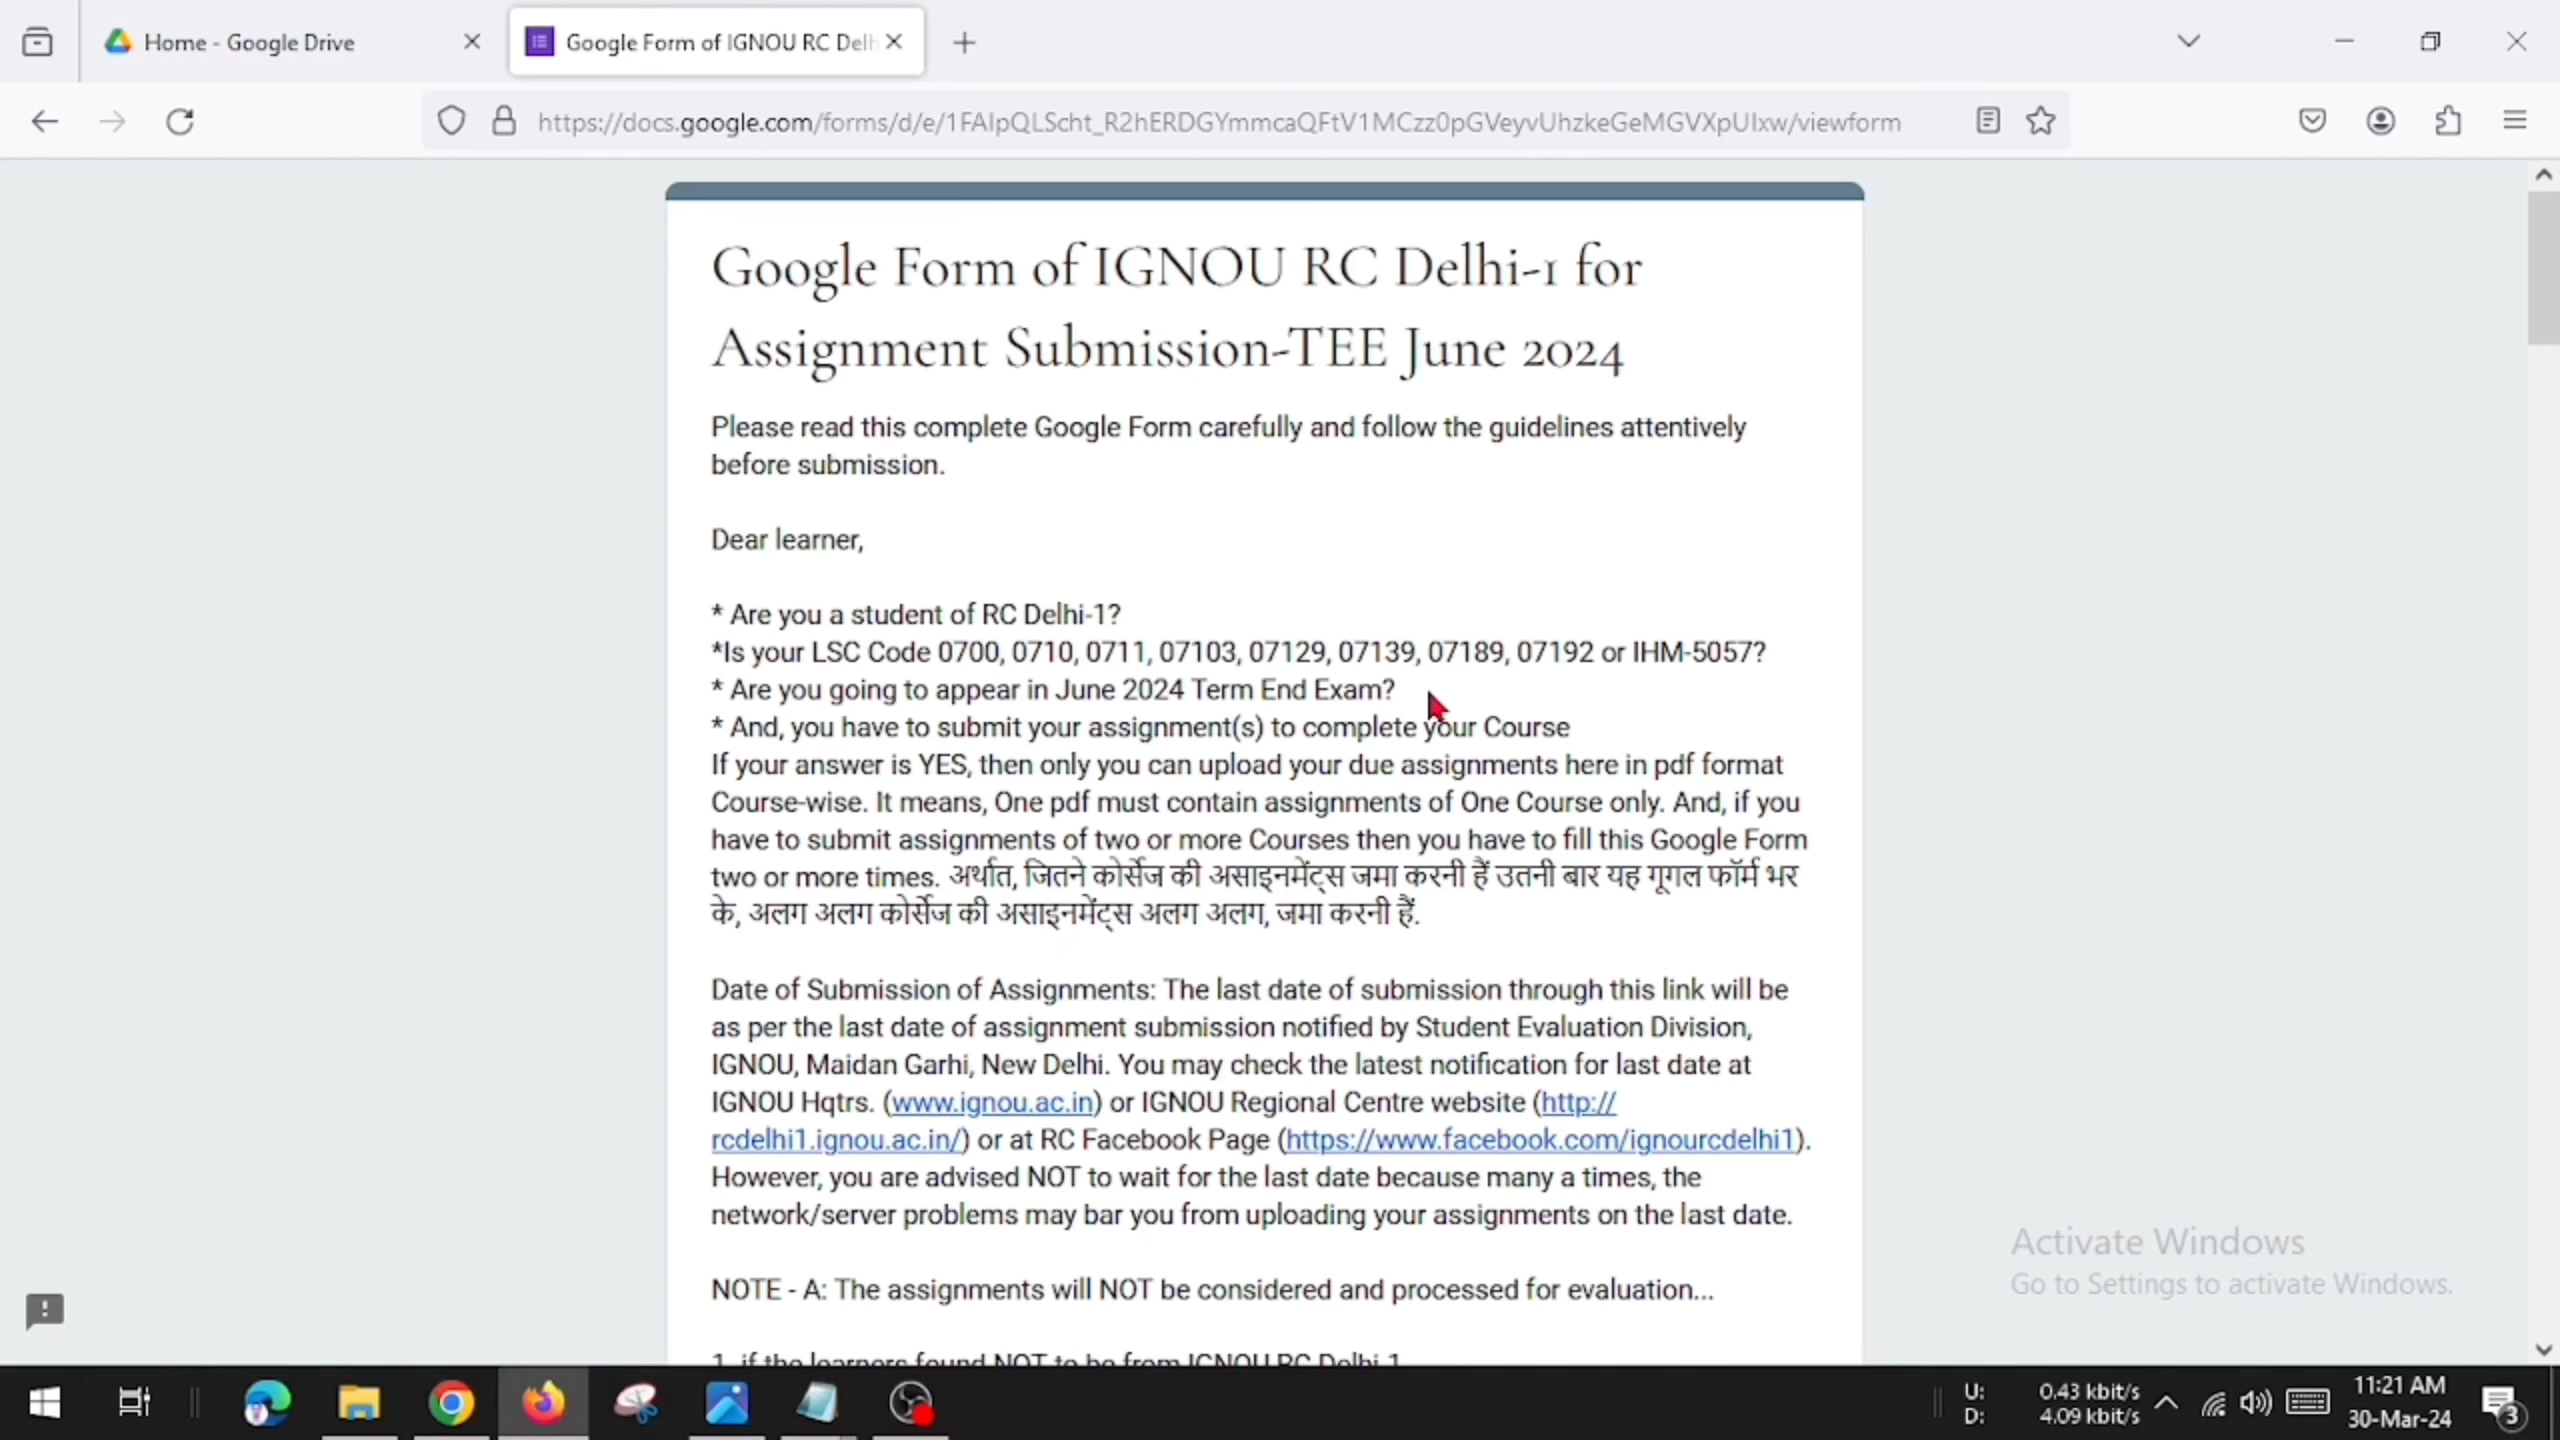 Home - Google Drive
Google Form of IGNOU RC Delh
https://docs.google.com/forms/d/e/1FAIpQLScht_R2hERDGYmmcaQFtV1MCzz0pGVeyvUhzkeGeMGVXpUIxw/viewform
Google Form of IGNOU RC Delhi-1 for
Assignment Submission-TEE June 2024
Please read this complete Google Form carefully and follow the guidelines attentively
before submission.
Dear learner,
* Are you a student of RC Delhi-1?
*Is your LSC Code 0700, 0710, 0711, 07103, 07129, 07139, 07189, 07192 or IHM-5057?
* Are you going to appear in June 2024 Term End Exam?
* And, you have to submit your assignment(s) to complete your Course
If your answer is YES, then only you can upload your due assignments here in pdf format
Course-wise. It means, One pdf must contain assignments of One Course only. And, if you
have to submit assignments of two or more Courses then you have to fill this Google Form
two or more times. अर्थात, जितने कोर्सेज की असाइनमेंट्स जमा करनी हैं उतनी बार यह गूगल फॉर्म भर
के, अलग अलग कोर्सेज की असाइनमेंट्स अलग अलग, जमा करनी हैं.
Date of Submission of Assignments: The last date of submission through this link will be
as per the last date of assignment submission notified by Student Evaluation Division,
IGNOU, Maidan Garhi, New Delhi. You may check the latest notification for last date at
IGNOU Hqtrs. (www.ignou.ac.in) or IGNOU Regional Centre website (http://
rcdelhi1.ignou.ac.in/) or at RC Facebook Page (https://www.facebook.com/ignourcdelhi1).
However, you are advised NOT to wait for the last date because many a times, the
network/server problems may bar you from uploading your assignments on the last date.
NOTE - A: The assignments will NOT be considered and processed for evaluation...
1. if the learners found NOT to be from IGNOU RC Delhi 1
Activate Windows
Go to Settings to activate Windows.
U: 0.43 kbit/s
D: 4.09 kbit/s
11:21 AM
30-Mar-24
3